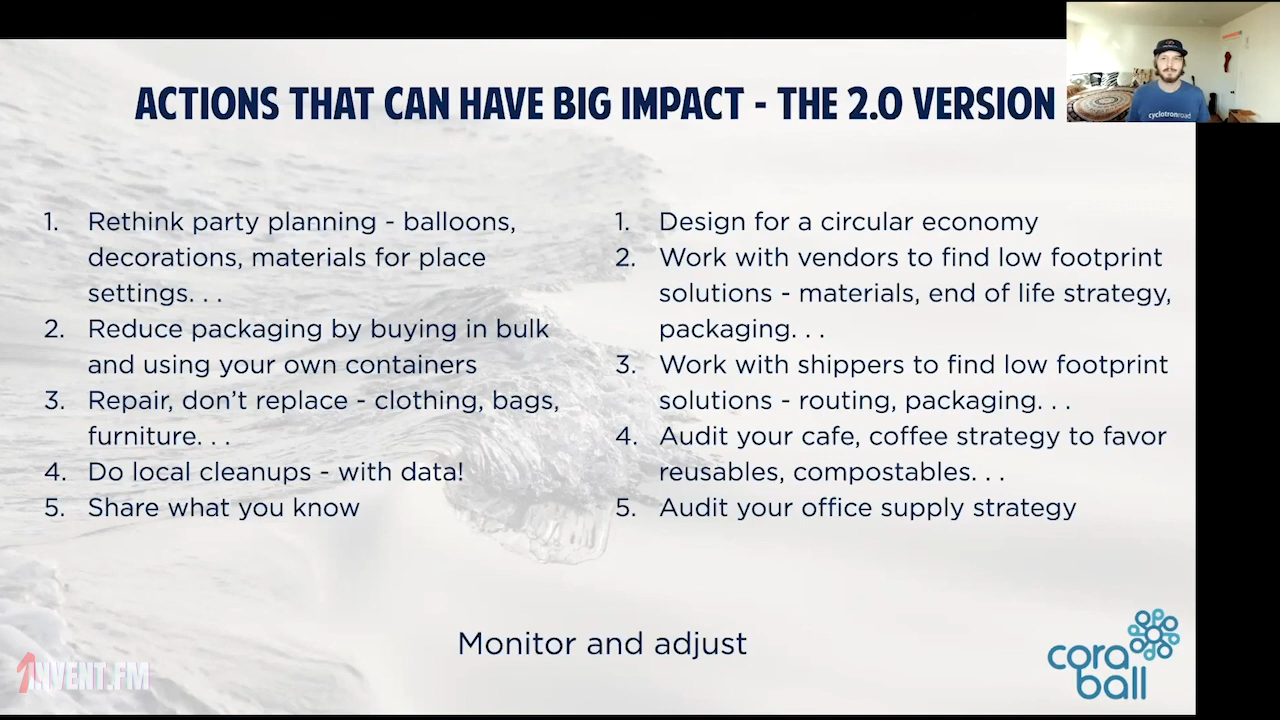 ACTIONS THAT CAN HAVE BIG IMPACT - THE 2.0 VERSION
cyclotronroad
1. Rethink party planning - balloons,
decorations, materials for place
settings. . .
2. Reduce packaging by buying in bulk
and using your own containers
3. Repair, don’t replace - clothing, bags,
furniture. . .
4. Do local cleanups - with data!
5. Share what you know
1. Design for a circular economy
2. Work with vendors to find low footprint
solutions - materials, end of life strategy,
packaging. . .
3. Work with shippers to find low footprint
solutions - routing, packaging. . .
4. Audit your cafe, coffee strategy to favor
reusables, compostables. . .
5. Audit your office supply strategy
Monitor and adjust
cora
ball
1NVENT.FM